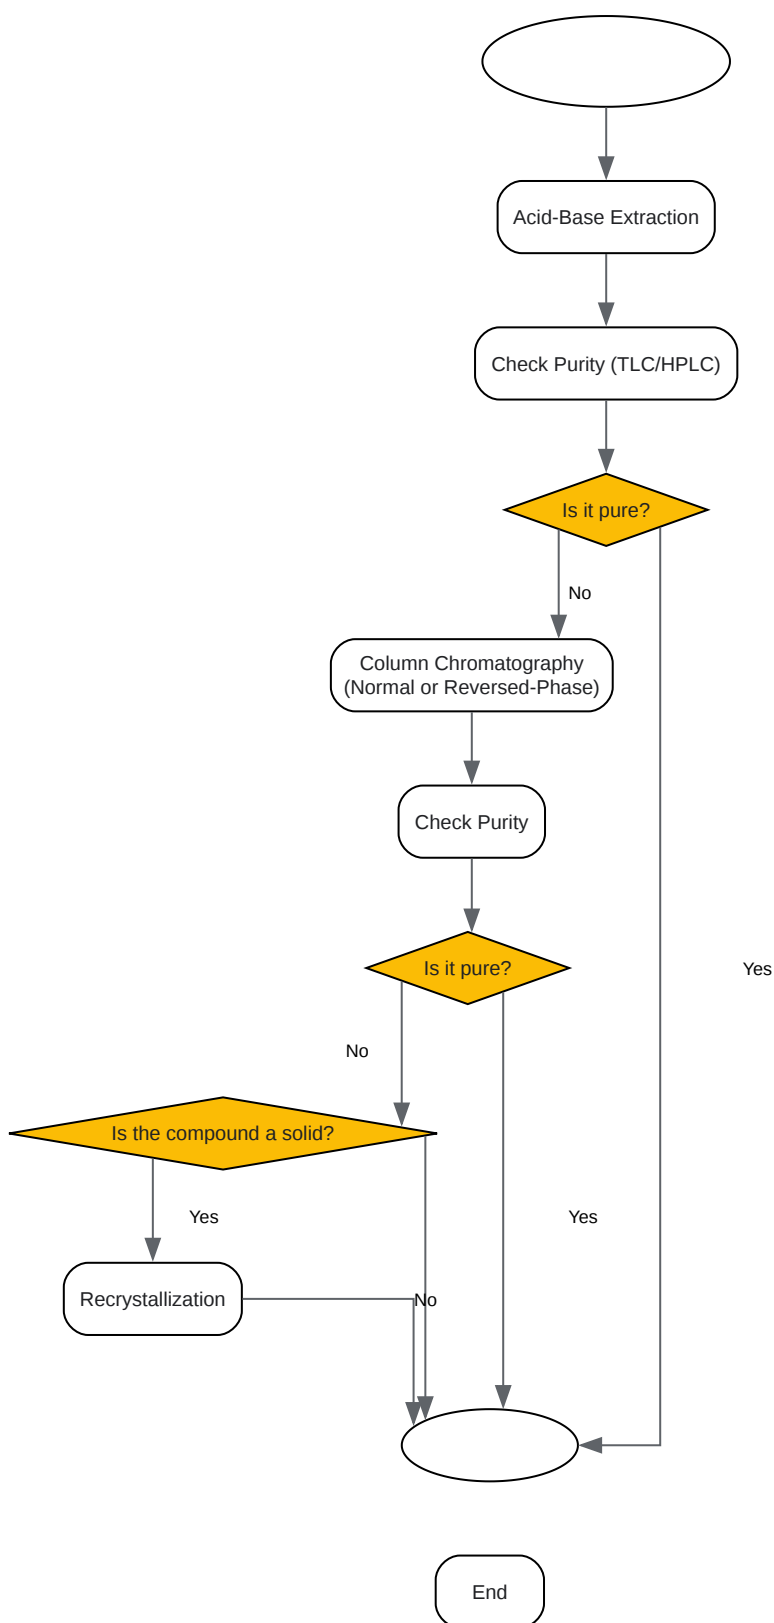 Acid-Base Extraction
Check Purity (TLC/HPLC)
Is it pure?
No
Column Chromatography
(Normal or Reversed-Phase)
Check Purity
Is it pure?
Yes
No
Is the compound a solid?
Yes
Yes
Recrystallization
No
End